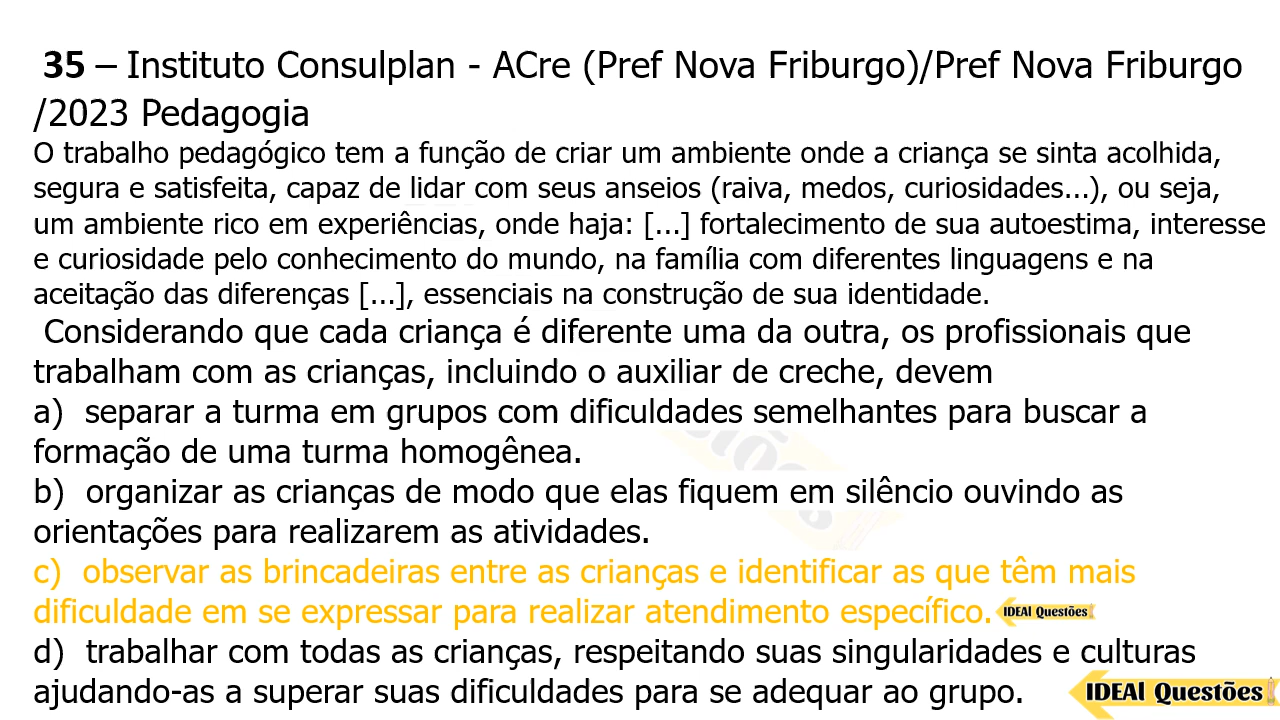 35 – Instituto Consulplan - ACre (Pref Nova Friburgo)/Pref Nova Friburgo
/2023 Pedagogia
O trabalho pedagógico tem a função de criar um ambiente onde a criança se sinta acolhida,
segura e satisfeita, capaz de lidar com seus anseios (raiva, medos, curiosidades...), ou seja,
um ambiente rico em experiências, onde haja: [...] fortalecimento de sua autoestima, interesse
e curiosidade pelo conhecimento do mundo, na família com diferentes linguagens e na
aceitação das diferenças [...], essenciais na construção de sua identidade.
Considerando que cada criança é diferente uma da outra, os profissionais que
trabalham com as crianças, incluindo o auxiliar de creche, devem
a) separar a turma em grupos com dificuldades semelhantes para buscar a
formação de uma turma homogênea.
b) organizar as crianças de modo que elas fiquem em silêncio ouvindo as
orientações para realizarem as atividades.
c) observar as brincadeiras entre as crianças e identificar as que têm mais
dificuldade em se expressar para realizar atendimento específico. IDEAl Questões
d) trabalhar com todas as crianças, respeitando suas singularidades e culturas
ajudando-as a superar suas dificuldades para se adequar ao grupo. IDEAl Questões